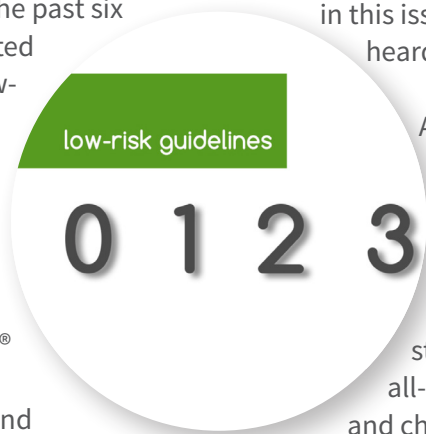 he past six
in this iss
ted
heard
w-
low-risk guidelines
0 1 2 3
®
st
all-
nd
and ch